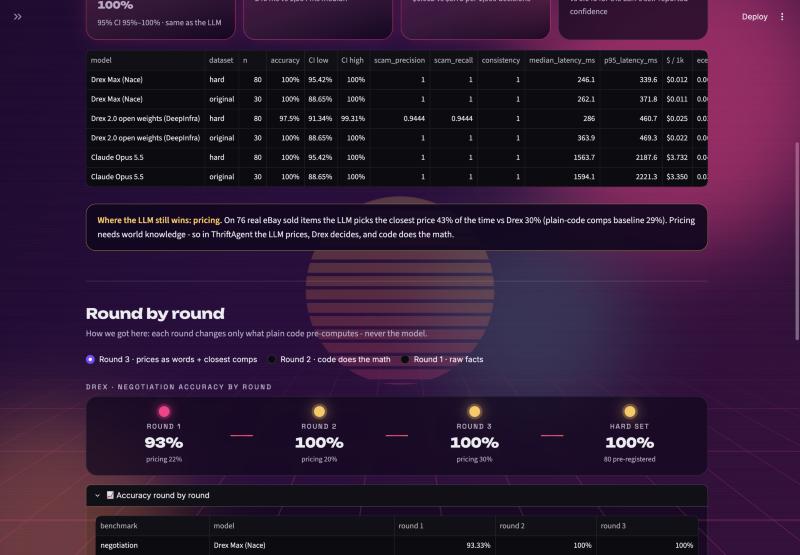 Deploy
100%
95% CI 95%–100% · same as the LLM
confidence
model dataset n accuracy CI low CI high scam_precision scam_recall consistency median_latency_ms p95_latency_ms $ / 1k ece
Drex Max (Nace) hard 80 100% 95.42% 100% 1 1 1 246.1 339.6 $0.012
Drex Max (Nace) original 30 100% 88.65% 100% 1 1 1 262.1 371.8 $0.011
Drex 2.0 open weights (DeepInfra) hard 80 97.5% 91.34% 99.31% 0.9444 0.9444 1 286 460.7 $0.025
Drex 2.0 open weights (DeepInfra) original 30 100% 88.65% 100% 1 1 1 363.9 469.3 $0.022
Claude Opus 5.5 hard 80 100% 95.42% 100% 1 1 1 1563.7 2187.6 $3.732
Claude Opus 5.5 original 30 100% 88.65% 100% 1 1 1 1594.1 2221.3 $3.350
Where the LLM still wins: pricing. On 76 real eBay sold items the LLM picks the closest price 43% of the time vs Drex 30% (plain-code comps baseline 29%). Pricing
needs world knowledge - so in ThriftAgent the LLM prices, Drex decides, and code does the math.
Round by round
How we got here: each round changes only what plain code pre-computes - never the model.
Round 3 · prices as words + closest comps Round 2 · code does the math Round 1 · raw facts
DREX · NEGOTIATION ACCURACY BY ROUND
ROUND 1 ROUND 2 ROUND 3 HARD SET
93% 100% 100% 100%
pricing 22% pricing 20% pricing 30% 80 pre-registered
Accuracy round by round
benchmark model round 1 round 2 round 3
negotiation Drex Max (Nace) 93.33% 100% 100%